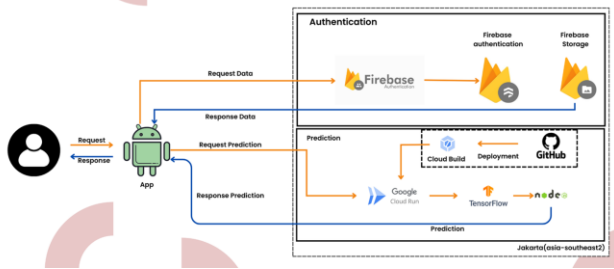 Authentication
Firebase
authentication
Firebase
Storage
Request Data
Firebase
Authentication
Response Data
Request
Response
App
Request Prediction
Response Prediction
Prediction
Cloud Build
Deployment
GitHub
Google
Cloud Run
TensorFlow
node
Prediction
Jakarta(asia-southeast2)